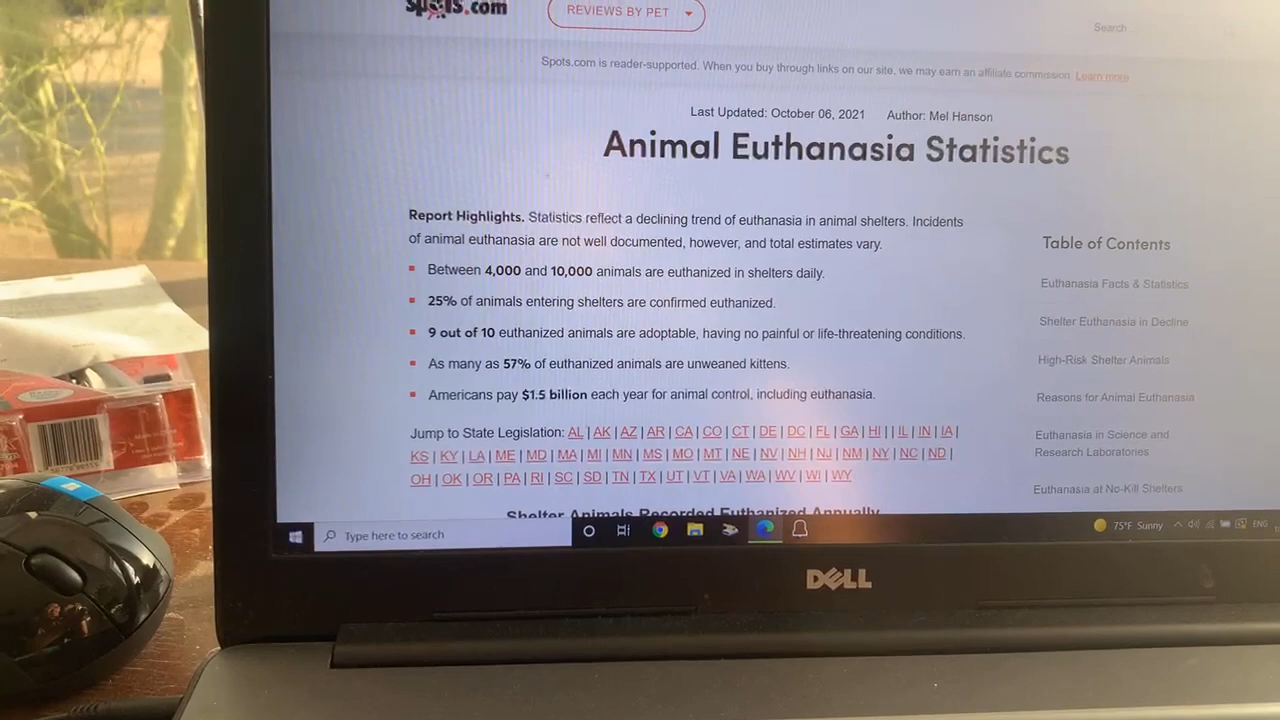 spots.com
REVIEWS BY PET
Search...
Spots.com is reader-supported. When you buy through links on our site, we may earn an affiliate commission. Learn more
Last Updated: October 06, 2021 Author: Mel Hanson
Animal Euthanasia Statistics
Report Highlights. Statistics reflect a declining trend of euthanasia in animal shelters. Incidents
of animal euthanasia are not well documented, however, and total estimates vary.
Between 4,000 and 10,000 animals are euthanized in shelters daily.
25% of animals entering shelters are confirmed euthanized.
9 out of 10 euthanized animals are adoptable, having no painful or life-threatening conditions.
As many as 57% of euthanized animals are unweaned kittens.
Americans pay $1.5 billion each year for animal control, including euthanasia.
Jump to State Legislation: AL | AK | AZ | AR | CA | CO | CT | DE | DC | FL | GA | HI | | IL | IN | IA |
KS | KY | LA | ME | MD | MA | MI | MN | MS | MO | MT | NE | NV | NH | NJ | NM | NY | NC | ND |
OH | OK | OR | PA | RI | SC | SD | TN | TX | UT | VT | VA | WA | WV | WI | WY
Shelter Animals Recorded Euthanized Annually
Table of Contents
Euthanasia Facts & Statistics
Shelter Euthanasia in Decline
High-Risk Shelter Animals
Reasons for Animal Euthanasia
Euthanasia in Science and
Research Laboratories
Euthanasia at No-Kill Shelters
Type here to search
75°F Sunny
ENG
DELL